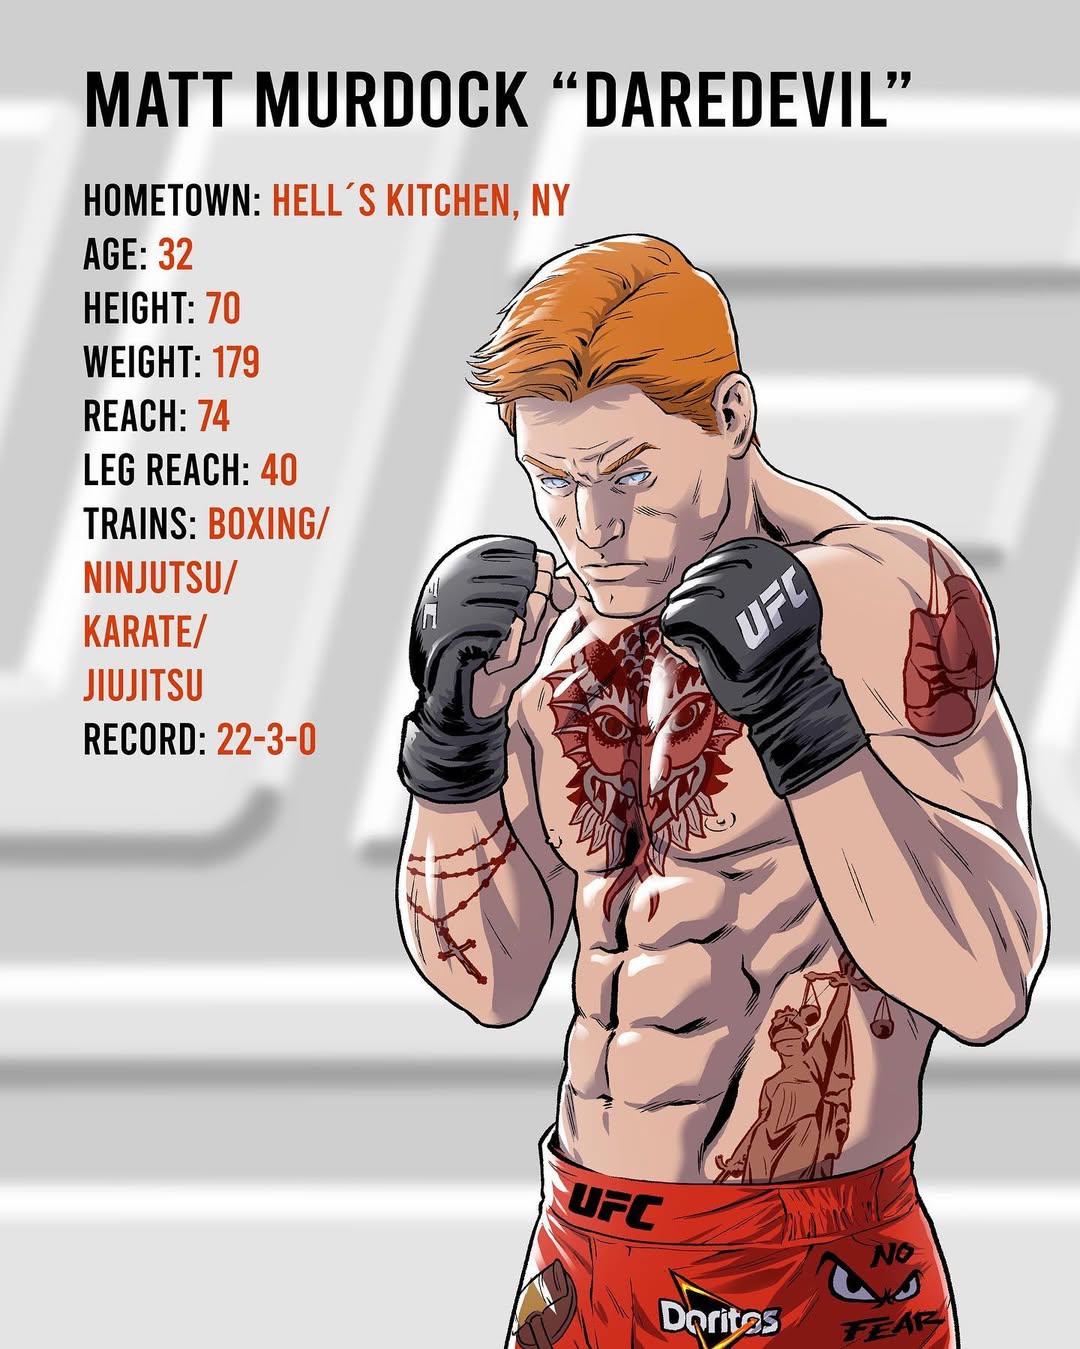 MATT MURDOCK “DAREDEVIL”
HOMETOWN: HELL´S KITCHEN, NY
AGE: 32
HEIGHT: 70
WEIGHT: 179
REACH: 74
LEG REACH: 40
TRAINS: BOXING/
NINJUTSU/
KARATE/
JIUJITSU
RECORD: 22-3-0
UFC
UFC
NO
Doritos
FEAR